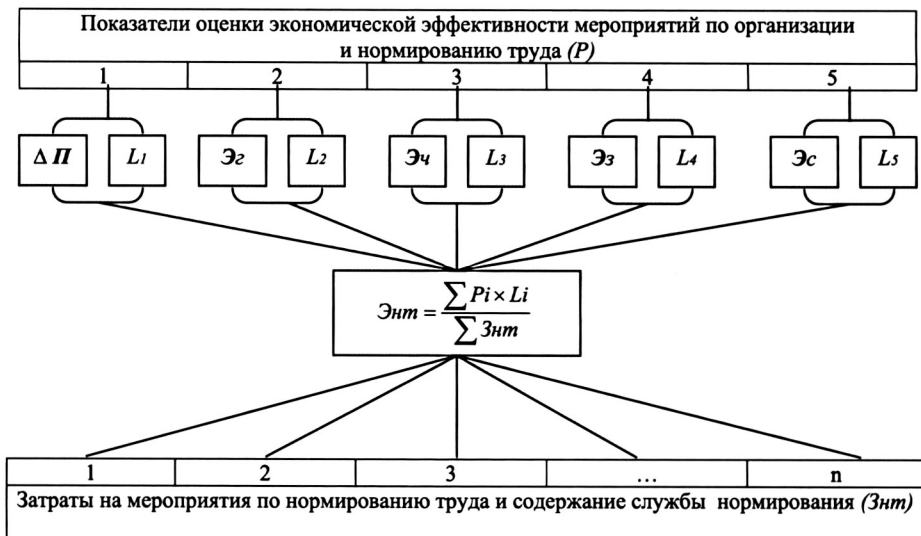 Показатели оценки экономической эффективности мероприятий по организации
и нормированию труда (P)
1 2 3 4 5
Δ П L1 Эг L2 Эч L3 Эз L4 Эс L5
Энт = ∑ Pi × Li / ∑ Знт
1 2 3 … n
Затраты на мероприятия по нормированию труда и содержание службы нормирования (Знт)